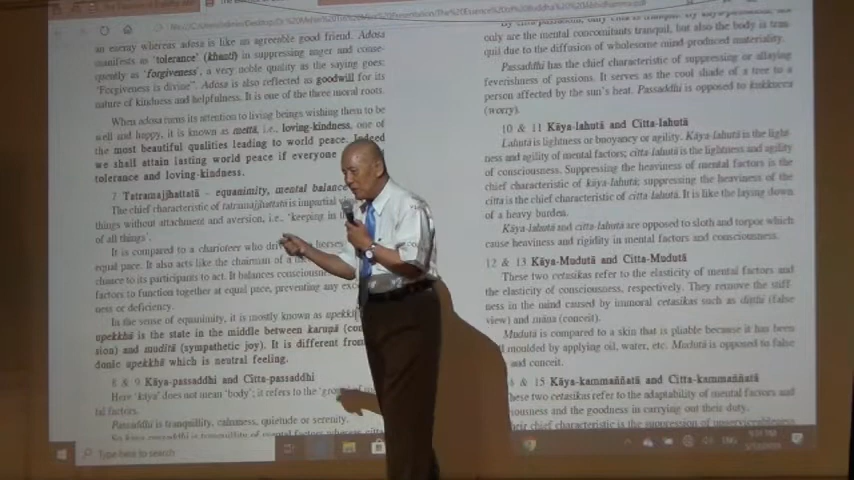 an enemy whereas adosa is like an agreeable good friend. Adosa
manifests as 'tolerance' (khanti) in suppressing anger and conse-
quently as 'forgiveness', a very noble quality as the saying goes:
"Forgiveness is divine". Adosa is also reflected as goodwill for its
nature of kindness and helpfulness. It is one of the three moral roots.
When adosa turns its attention to living beings wishing them to be
well and happy, it is known as mettā, i.e., loving-kindness, one of
the most beautiful qualities leading to world peace. Indeed
we shall attain lasting world peace if everyone
tolerance and loving-kindness.
7 Tatramajjhattatā - equanimity, mental balance
The chief characteristic of tatramajjhattatā is impartial
things without attachment and aversion, i.e., 'keeping in the
of all things'.
It is compared to a charioteer who horses
equal pace. It also acts like the chairman of a
chance to its participants to act. It balances
factors to function together at equal pace, preventing any
or deficiency.
In the sense of equanimity, it is mostly known as
upekkhā is the state in the middle between karuṇā
sion) and muditā (sympathetic joy). It is different from
upekkhā which is neutral feeling.
8 & 9 Kāya-passaddhi and Citta-passaddhi
Here 'kāya' does not mean 'body'; it refers to the
tal factors.
Passaddhi is tranquillity, calmness, quietude or serenity.
Type here to search
only are the mental concomitants tranquil, but also the body is tran-
quil due to the diffusion of wholesome mind-produced materiality.
Passaddhi has the chief characteristic of suppressing or allaying
feverishness of passions. It serves as the cool shade of a tree to a
person affected by the sun's heat. Passaddhi is opposed to kukkucca
(worry).
10 & 11 Kāya-lahutā and Citta-lahutā
Lahutā is lightness or buoyancy or agility. Kāya-lahutā is the light-
ness and agility of mental factors; citta-lahutā is the lightness and agility
of consciousness. Suppressing the heaviness of mental factors is the
chief characteristic of kāya-lahutā; suppressing the heaviness of the
citta is the chief characteristic of citta-lahutā. It is like the laying down
of a heavy burden.
Kāya-lahutā and citta-lahutā are opposed to sloth and torpor which
cause heaviness and rigidity in mental factors and consciousness.
12 & 13 Kāya-Mudutā and Citta-Mudutā
These two cetasikas refer to the elasticity of mental factors and
the elasticity of consciousness, respectively. They remove the stiff-
ness in the mind caused by immoral cetasikas such as diṭṭhi (false
view) and māna (conceit).
Mudutā is compared to a skin that is pliable because it has been
moulded by applying oil, water, etc. Mudutā is opposed to false
and conceit.
& 15 Kāya-kammaññatā and Citta-kammaññatā
these two cetasikas refer to the adaptability of mental factors and
and the goodness in carrying out their duty.
chief characteristic is the suppression of unserviceableness